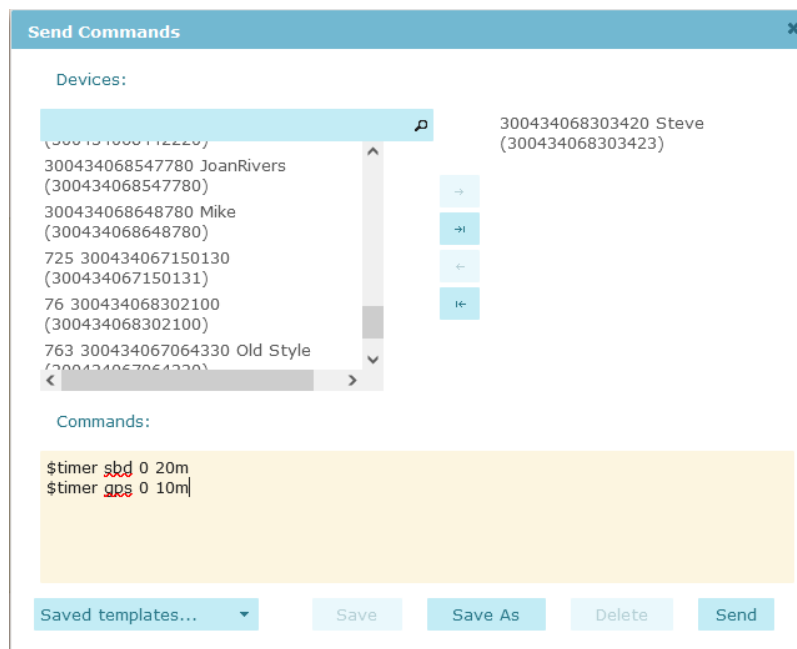 Send Commands
Devices:
300434068547780 JoanRivers
(300434068547780)
300434068648780 Mike
(300434068648780)
725 300434067150130
(300434067150131)
76 300434068302100
(300434068302100)
763 300434067064330 Old Style
300434068303420 Steve
(300434068303423)
Commands:
$timer sbd 0 20m
$timer gps 0 10m
Saved templates...
Save
Save As
Delete
Send